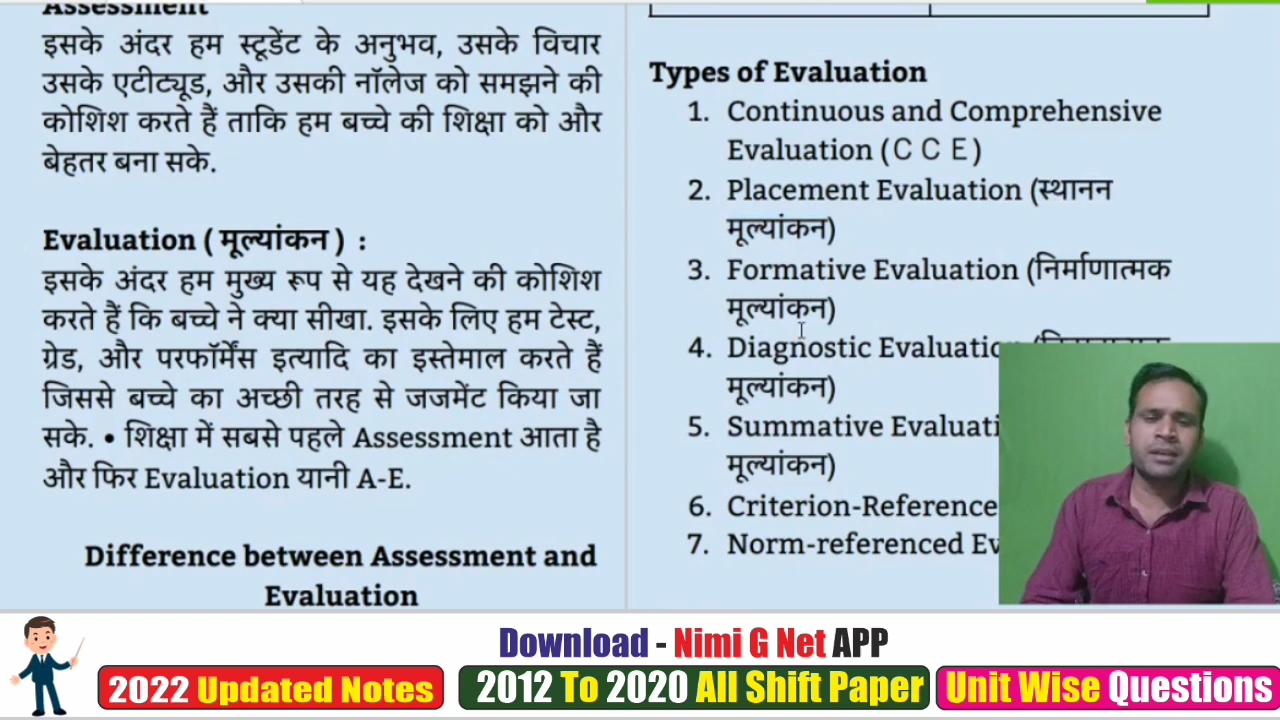 Assessment
इसके अंदर हम स्टूडेंट के अनुभव, उसके विचार
उसके एटीट्यूड, और उसकी नॉलेज को समझने की
कोशिश करते हैं ताकि हम बच्चे की शिक्षा को और
बेहतर बना सके.
Evaluation ( मूल्यांकन ) :
इसके अंदर हम मुख्य रूप से यह देखने की कोशिश
करते हैं कि बच्चे ने क्या सीखा. इसके लिए हम टेस्ट,
ग्रेड, और परफॉर्मेंस इत्यादि का इस्तेमाल करते हैं
जिससे बच्चे का अच्छी तरह से जजमेंट किया जा
सके. • शिक्षा में सबसे पहले Assessment आता है
और फिर Evaluation यानी A-E.
Difference between Assessment and
Evaluation
Types of Evaluation
1. Continuous and Comprehensive
Evaluation (C C E)
2. Placement Evaluation (स्थानन
मूल्यांकन)
3. Formative Evaluation (निर्माणात्मक
मूल्यांकन)
4. Diagnostic
मूल्यांकन)
5. Summative
मूल्यांकन)
6. Criterion-Reference
7. Norm-referenced
Download - Nimi G Net APP
2022 Updated Notes
2012 To 2020 All Shift Paper
Unit Wise Questions